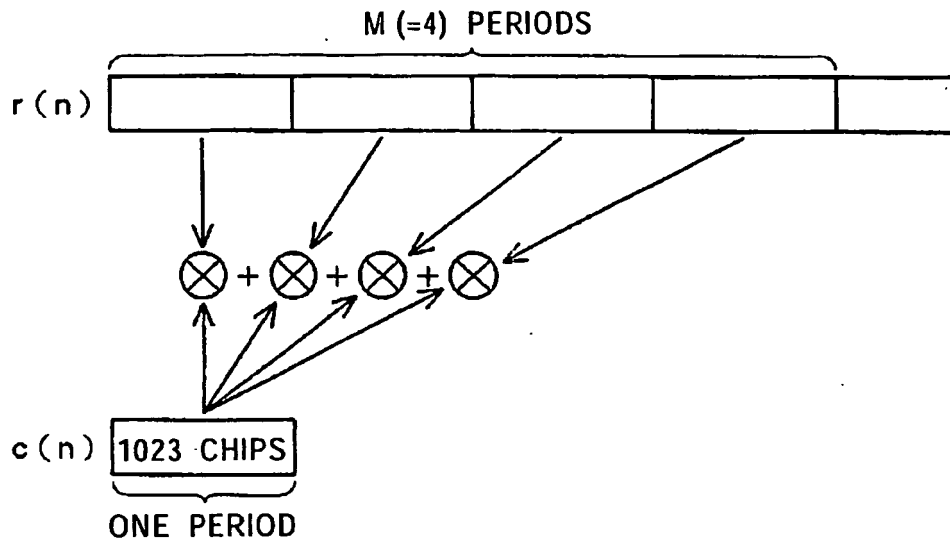 M (=4) PERIODS
r(n)
+ + +
c(n) 1023 CHIPS
ONE PERIOD